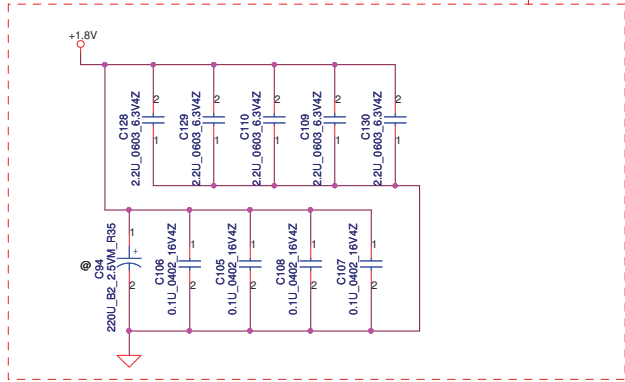 +1.8V
2
2
2
2
2
C128
2.2U_0603_6.3V4Z
C129
2.2U_0603_6.3V4Z
C110
2.2U_0603_6.3V4Z
C109
2.2U_0603_6.3V4Z
C130
2.2U_0603_6.3V4Z
1
1
1
1
1
@
C94
220U_B2_2.5VM_R35
C106
0.1U_0402_16V4Z
C105
0.1U_0402_16V4Z
C108
0.1U_0402_16V4Z
C107
0.1U_0402_16V4Z
1
1
1
1
1
+
2
2
2
2
2